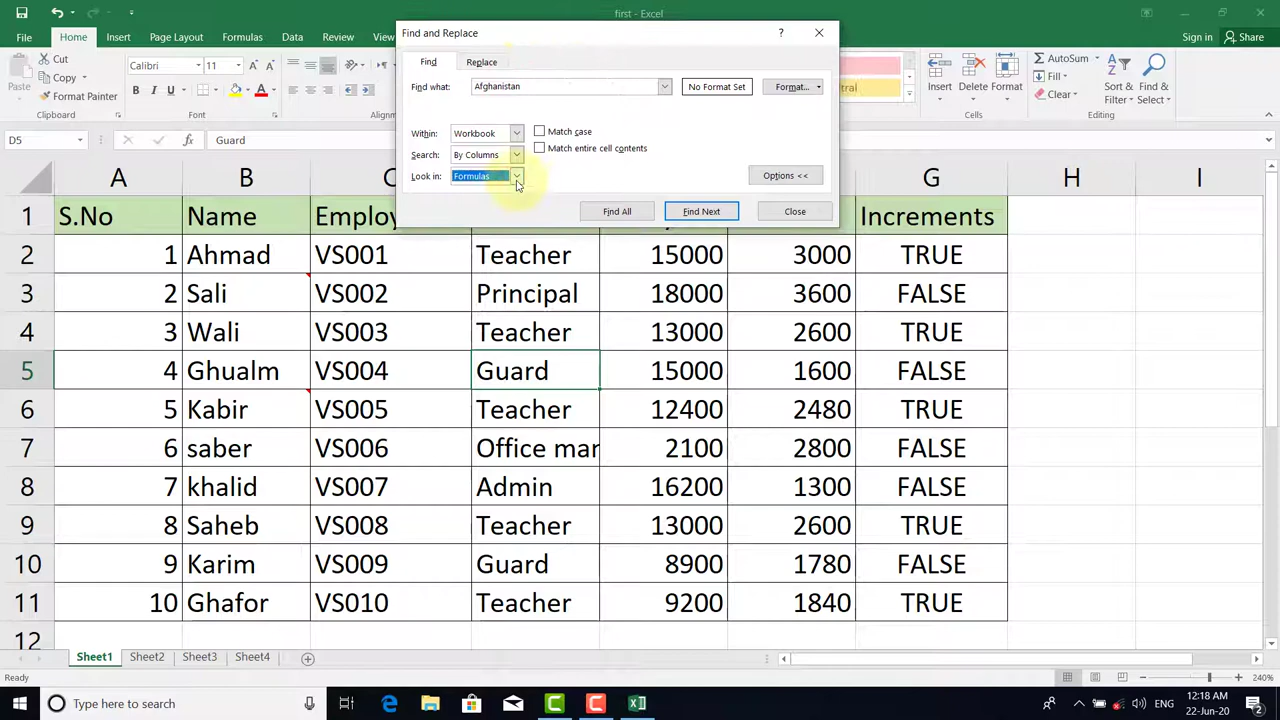 first - Excel
Sign in
Share
File
Home
Insert
Page Layout
Formulas
Data
Review
Cut
Copy
Format Painter
Clipboard
Calibri
11
B I U
Font
AutoSum
Fill
Clear
Insert
Delete
Format
Cells
Sort &
Filter
Find &
Select
Editing
Find and Replace
?
Find
Replace
Find what:
Afghanistan
No Format Set
Format...
Within:
Workbook
Match case
Search:
By Columns
Match entire cell contents
Look in:
Formulas
Options <<
Find All
Find Next
Close
D5
Guard
A B G H I
1 S.No Name Increments
2 1 Ahmad VS001 Teacher 15000 3000 TRUE
3 2 Sali VS002 Principal 18000 3600 FALSE
4 3 Wali VS003 Teacher 13000 2600 TRUE
5 4 Ghualm VS004 Guard 15000 1600 FALSE
6 5 Kabir VS005 Teacher 12400 2480 TRUE
7 6 saber VS006 Office mar 2100 2800 FALSE
8 7 khalid VS007 Admin 16200 1300 FALSE
9 8 Saheb VS008 Teacher 13000 2600 TRUE
10 9 Karim VS009 Guard 8900 1780 FALSE
11 10 Ghafor VS010 Teacher 9200 1840 TRUE
12
Sheet1 Sheet2 Sheet3 Sheet4
Ready
240%
Type here to search
ENG
12:18 AM
22-Jun-20
2